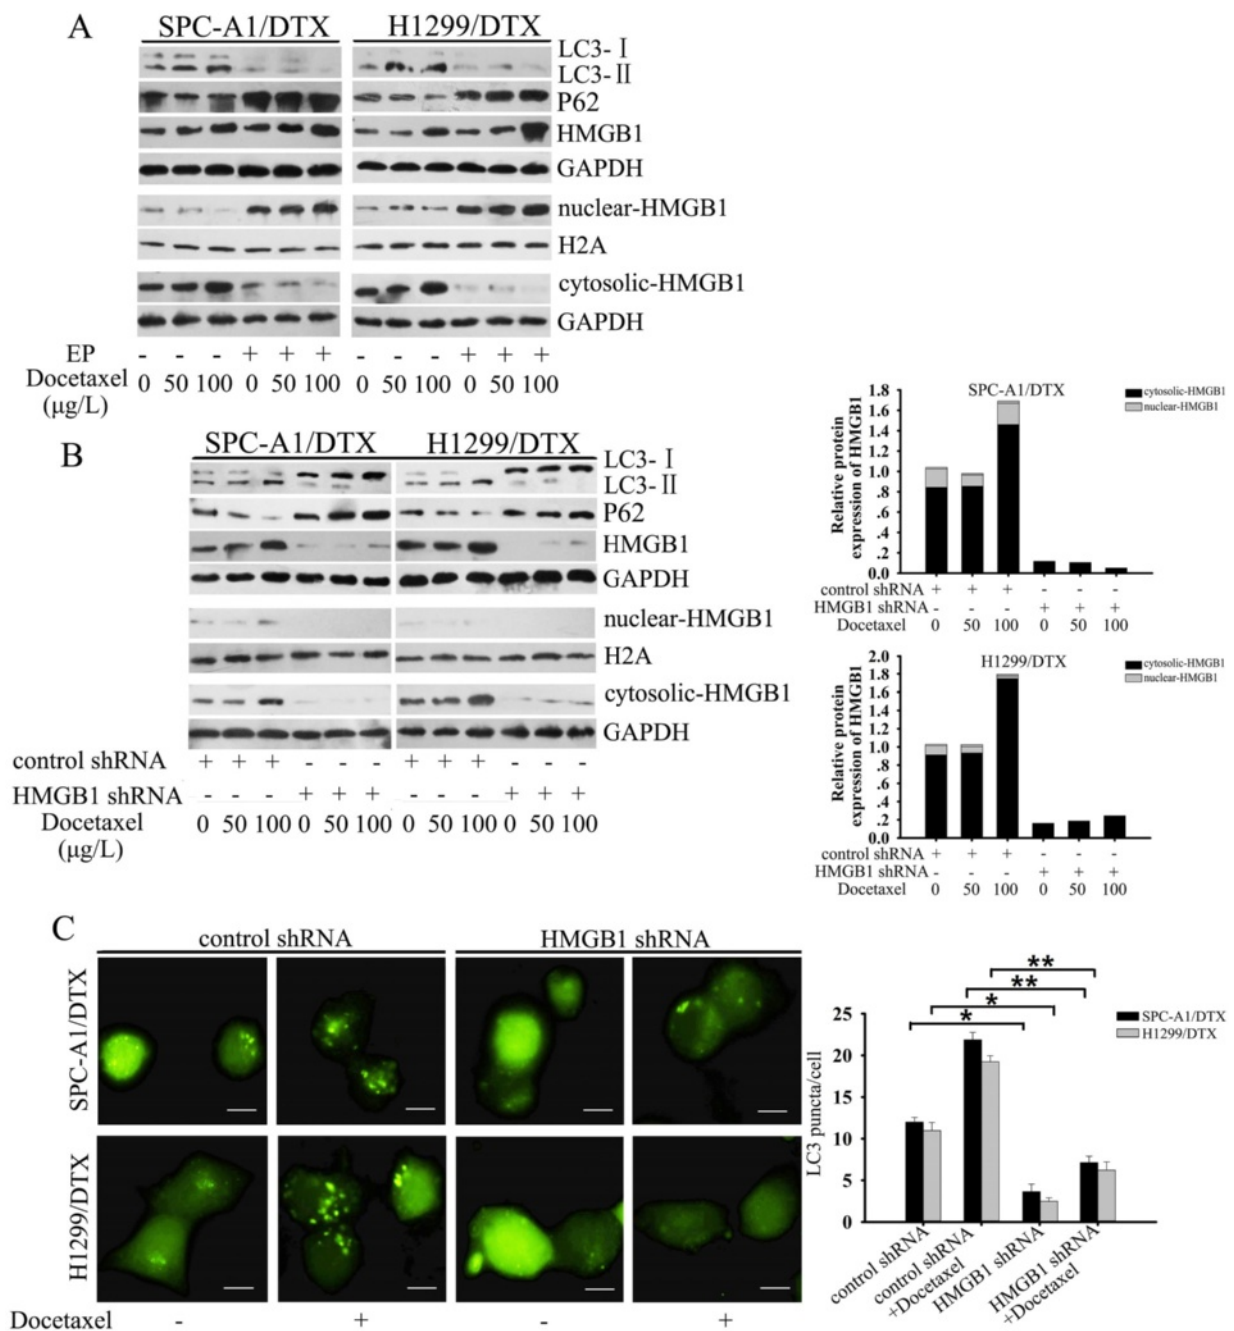 A
SPC-A1/DTX H1299/DTX
LC3-Ⅰ
LC3-Ⅱ
P62
HMGB1
GAPDH
nuclear-HMGB1
H2A
cytosolic-HMGB1
GAPDH
EP - - - + + + - - - + + +
Docetaxel 0 50 100 0 50 100 0 50 100 0 50 100
(μg/L)
B
SPC-A1/DTX H1299/DTX
LC3-Ⅰ
LC3-Ⅱ
P62
HMGB1
GAPDH
nuclear-HMGB1
H2A
cytosolic-HMGB1
GAPDH
control shRNA + + + - - - + + + - - -
HMGB1 shRNA - - - + + + - - - + + +
Docetaxel 0 50 100 0 50 100 0 50 100 0 50 100
(μg/L)
SPC-A1/DTX
cytosolic-HMGB1
nuclear-HMGB1
Relative protein
expression of HMGB1
1.8
1.6
1.4
1.2
1.0
.8
.6
.4
.2
0.0
control shRNA + + + - - -
HMGB1 shRNA - - - + + +
Docetaxel 0 50 100 0 50 100
H1299/DTX
cytosolic-HMGB1
nuclear-HMGB1
Relative protein
expression of HMGB1
2.0
1.8
1.6
1.4
1.2
1.0
.8
.6
.4
.2
0.0
control shRNA + + + - - -
HMGB1 shRNA - - - + + +
Docetaxel 0 50 100 0 50 100
C
control shRNA HMGB1 shRNA
SPC-A1/DTX
H1299/DTX
Docetaxel - + - +
**
**
*
*
SPC-A1/DTX
H1299/DTX
LC3 puncta/cell
25
20
15
10
5
0
control shRNA
control shRNA
+Docetaxel
HMGB1 shRNA
HMGB1 shRNA
+Docetaxel